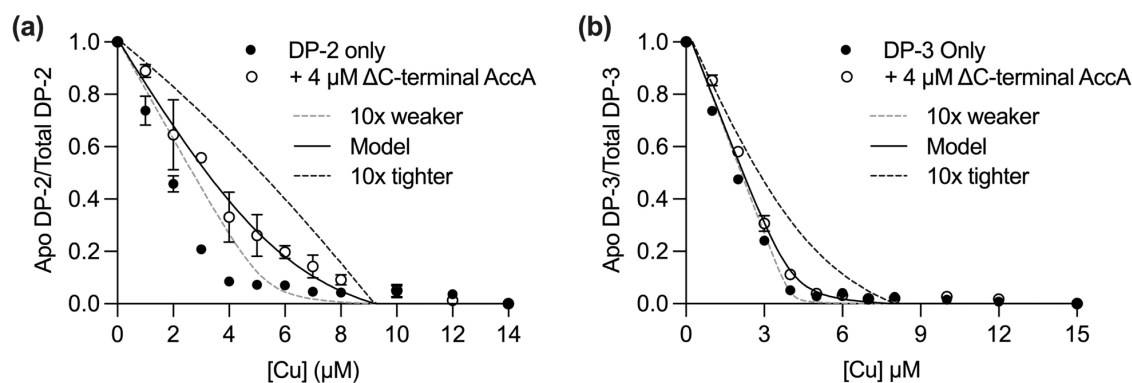 (a)
1.0
0.8
0.6
0.4
0.2
0.0
Apo DP-2/Total DP-2
0
2
4
6
8
10
12
14
[Cu] (µM)
DP-2 only
+ 4 µM ΔC-terminal AccA
10x weaker
Model
10x tighter
(b)
1.0
0.8
0.6
0.4
0.2
0.0
Apo DP-3/Total DP-3
0
3
6
9
12
15
[Cu] µM
DP-3 Only
+ 4 µM ΔC-terminal AccA
10x weaker
Model
10x tighter